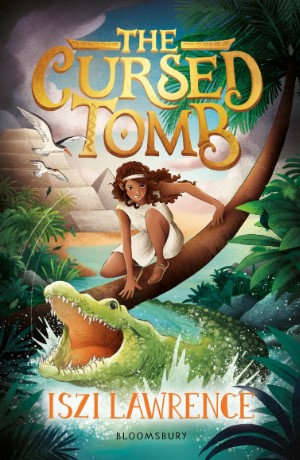 THE
CURSED
TOMB
ISZI LAWRENCE
BLOOMSBURY